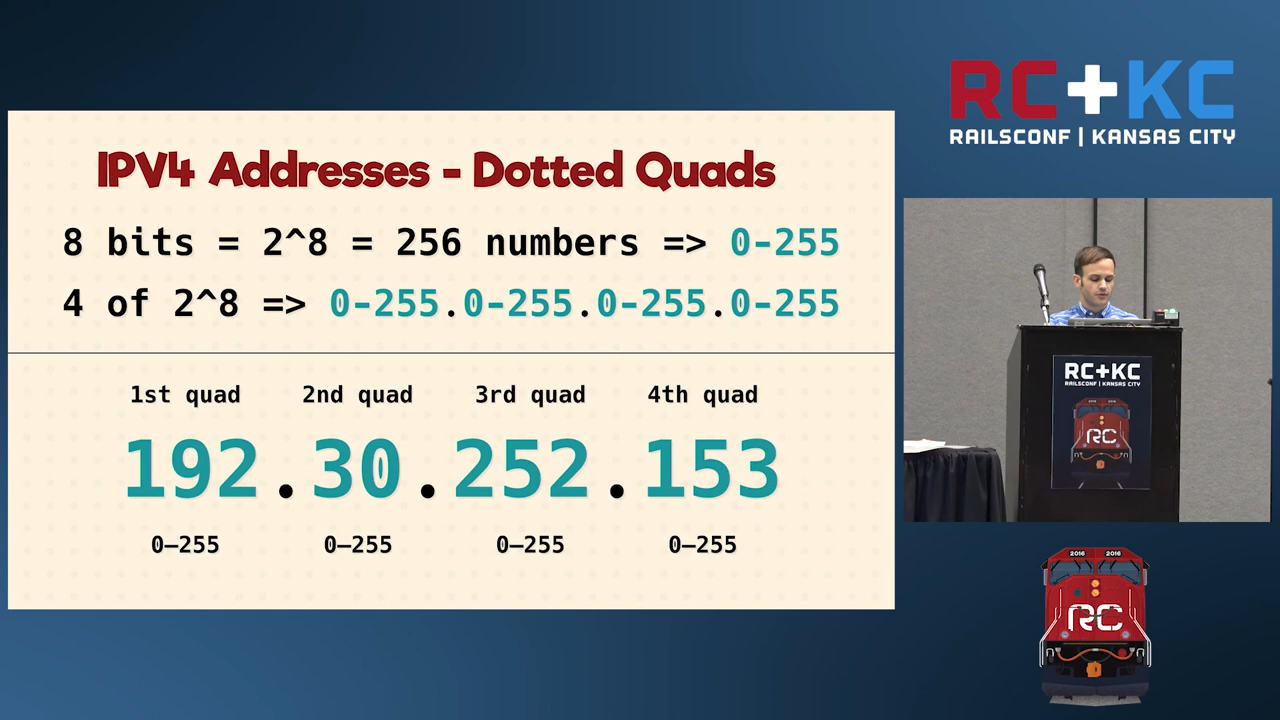 IPV4 Addresses - Dotted Quads
8 bits = 2^8 = 256 numbers => 0-255
4 of 2^8 => 0-255.0-255.0-255.0-255
1st quad 2nd quad 3rd quad 4th quad
192.30.252.153
0–255 0–255 0–255 0–255
RC+KC
RAILSCONF | KANSAS CITY
RC+KC
RAILSCONF | KANSAS CITY
RC
2016 2016
RC